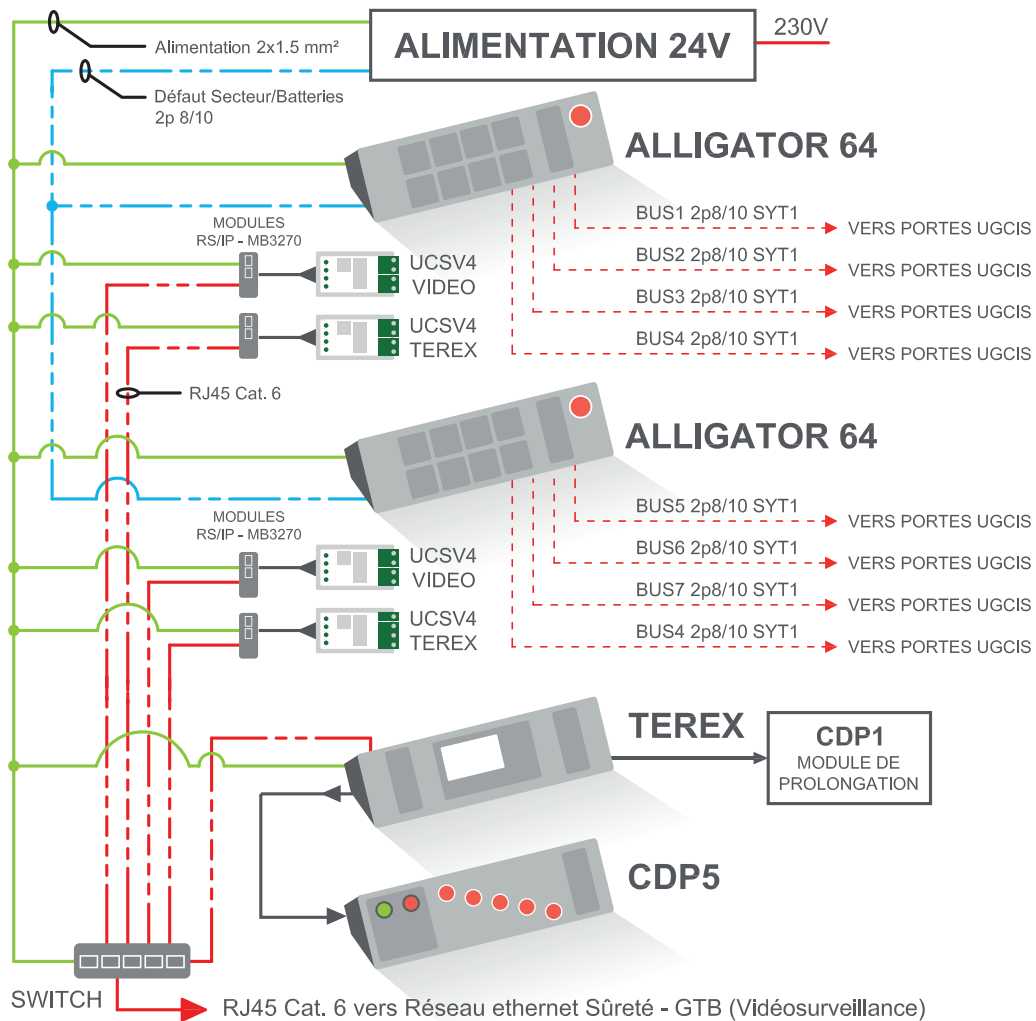 230V
ALIMENTATION 24V
Alimentation 2x1.5 mm²
Défaut Secteur/Batteries
2p 8/10
ALLIGATOR 64
BUS1 2p8/10 SYT1
VERS PORTES UGCIS
BUS2 2p8/10 SYT1
VERS PORTES UGCIS
BUS3 2p8/10 SYT1
VERS PORTES UGCIS
BUS4 2p8/10 SYT1
VERS PORTES UGCIS
MODULES
RS/IP - MB3270
UCSV4
VIDEO
UCSV4
TEREX
RJ45 Cat. 6
ALLIGATOR 64
BUS5 2p8/10 SYT1
VERS PORTES UGCIS
BUS6 2p8/10 SYT1
VERS PORTES UGCIS
BUS7 2p8/10 SYT1
VERS PORTES UGCIS
BUS4 2p8/10 SYT1
VERS PORTES UGCIS
MODULES
RS/IP - MB3270
UCSV4
VIDEO
UCSV4
TEREX
TEREX
CDP1
MODULE DE
PROLONGATION
CDP5
SWITCH
RJ45 Cat. 6 vers Réseau ethernet Sûreté - GTB (Vidéosurveillance)